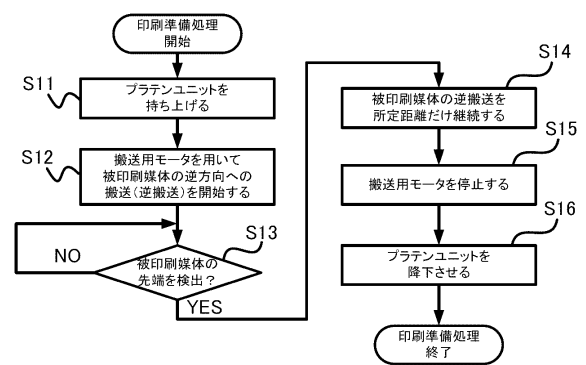 印刷準備処理
開始
S11
プラテンユニットを
持ち上げる
S12
搬送用モータを用いて
被印刷媒体の逆方向への
搬送(逆搬送)を開始する
S13
被印刷媒体の
先端を検出?
NO
YES
S14
被印刷媒体の逆搬送を
所定距離だけ継続する
S15
搬送用モータを停止する
S16
プラテンユニットを
降下させる
印刷準備処理
終了